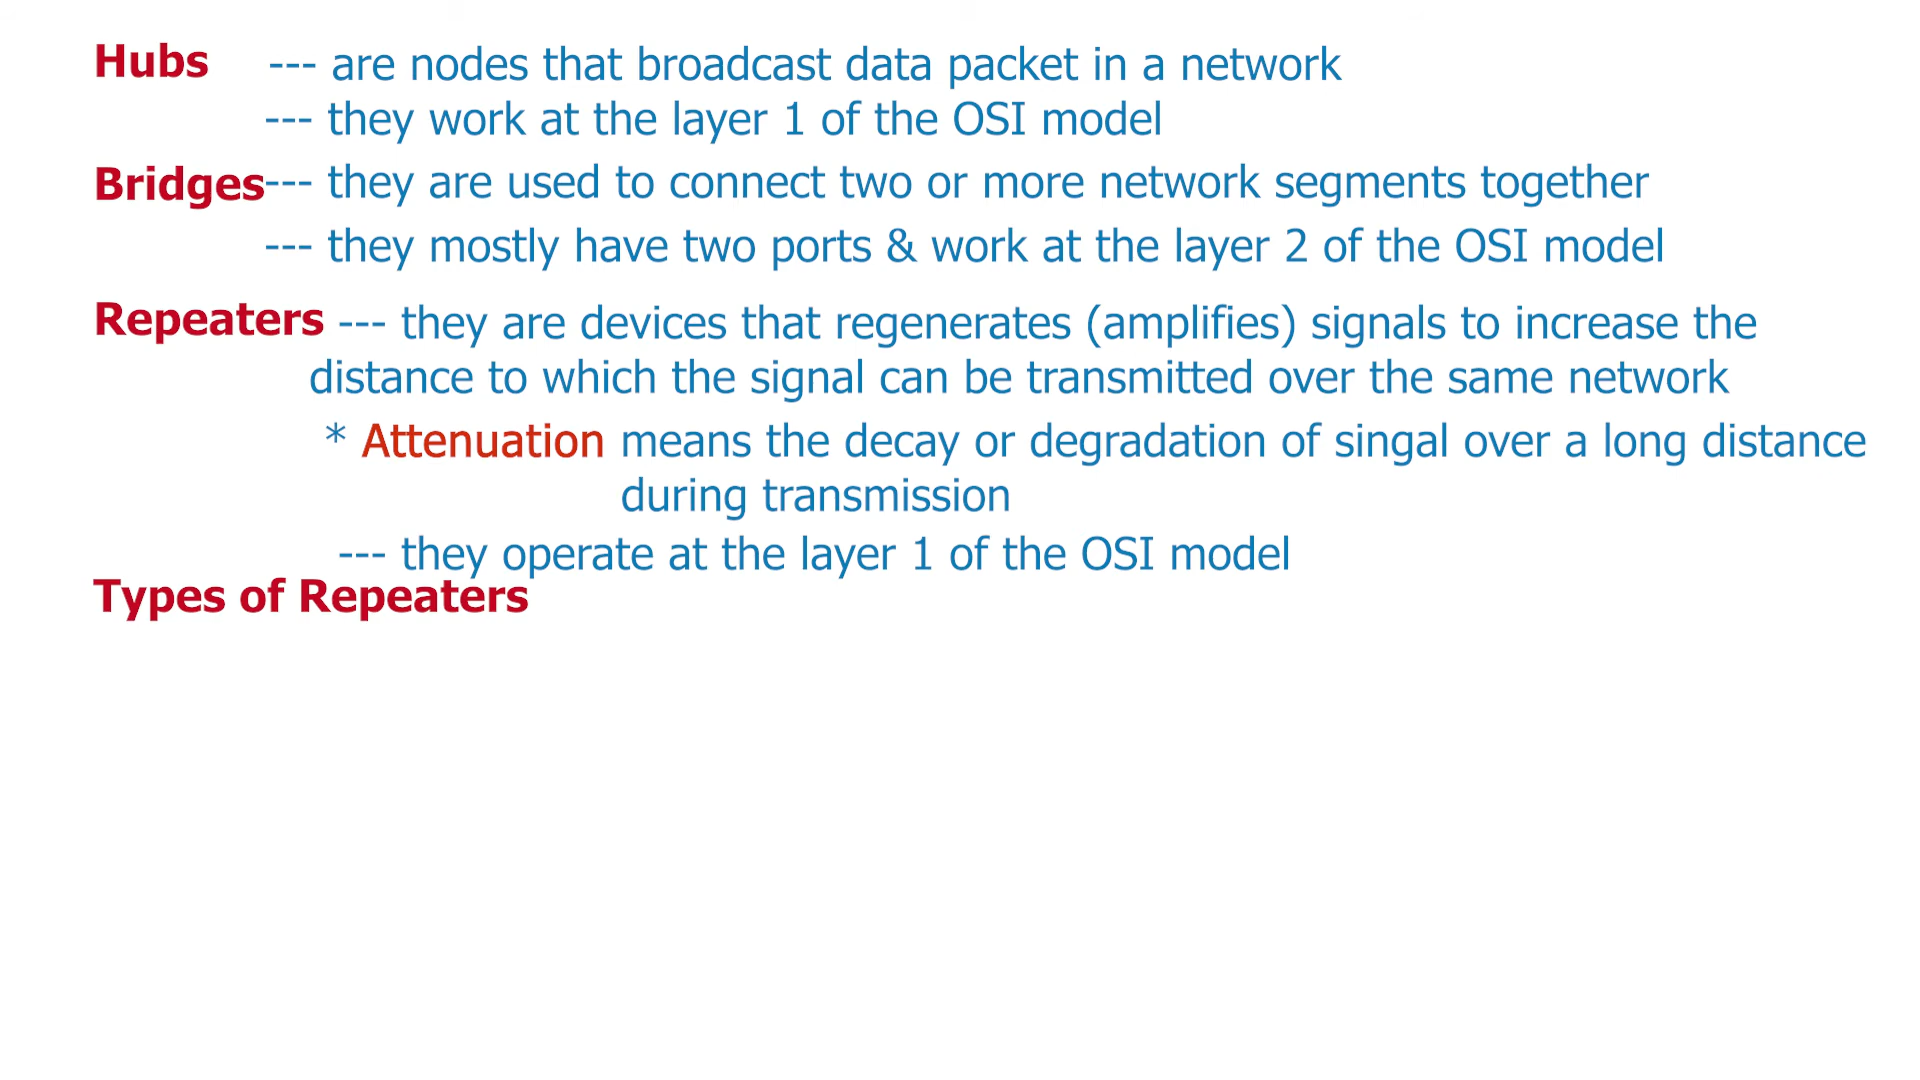 Hubs --- are nodes that broadcast data packet in a network
--- they work at the layer 1 of the OSI model
Bridges--- they are used to connect two or more network segments together
--- they mostly have two ports & work at the layer 2 of the OSI model
Repeaters --- they are devices that regenerates (amplifies) signals to increase the
distance to which the signal can be transmitted over the same network
* Attenuation means the decay or degradation of singal over a long distance
during transmission
--- they operate at the layer 1 of the OSI model
Types of Repeaters